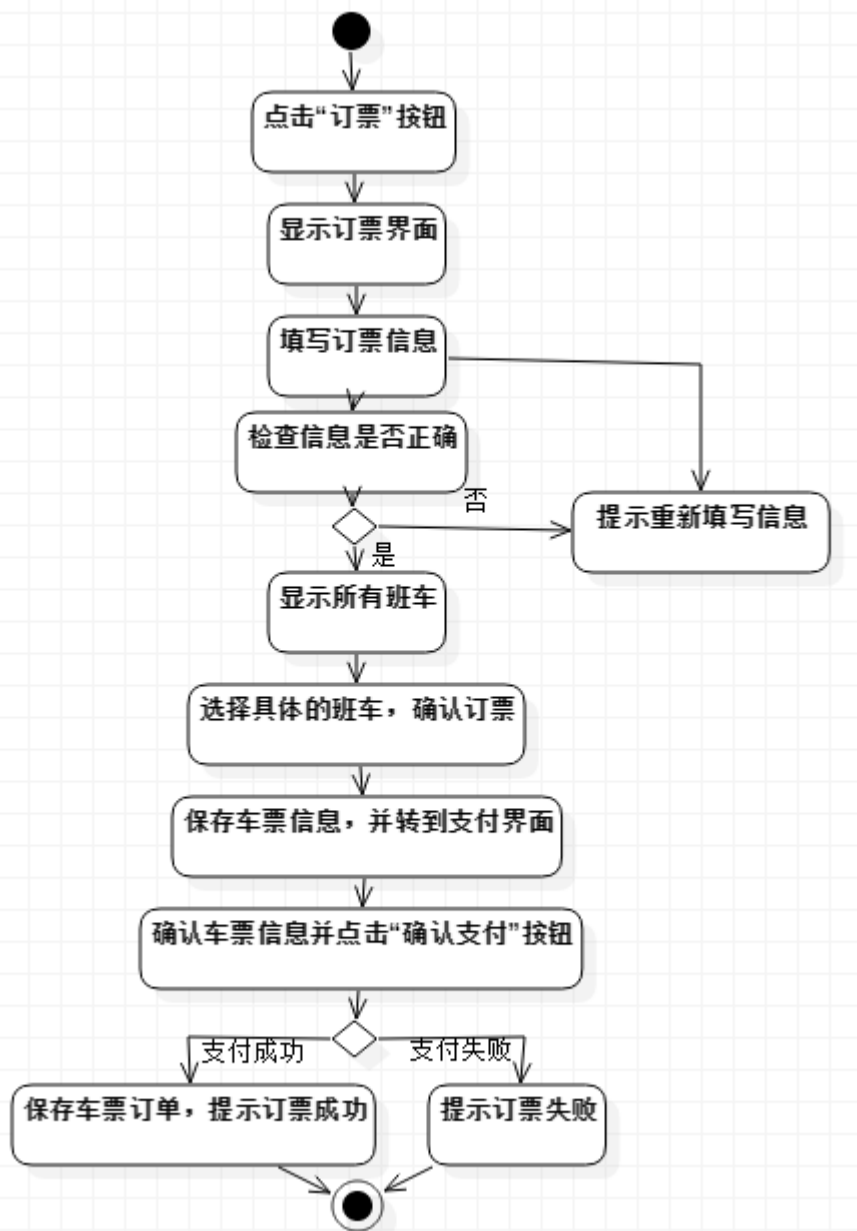 点击“订票”按钮
显示订票界面
填写订票信息
检查信息是否正确
否
提示重新填写信息
是
显示所有班车
选择具体的班车，确认订票
保存车票信息，并转到支付界面
确认车票信息并点击“确认支付”按钮
支付成功
支付失败
保存车票订单，提示订票成功
提示订票失败